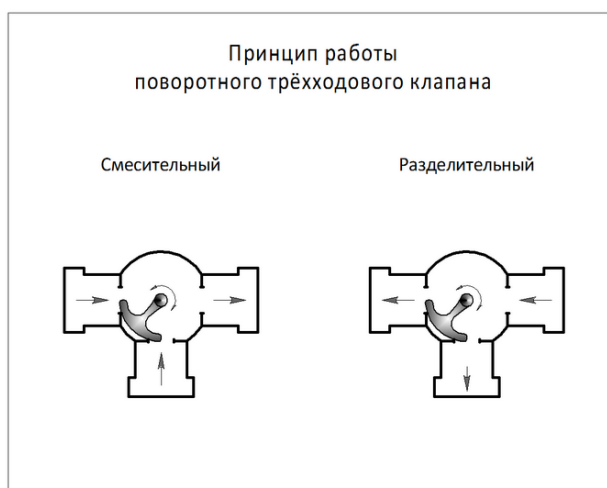 Принцип работы
поворотного трёхходового клапана
Смесительный
Разделительный